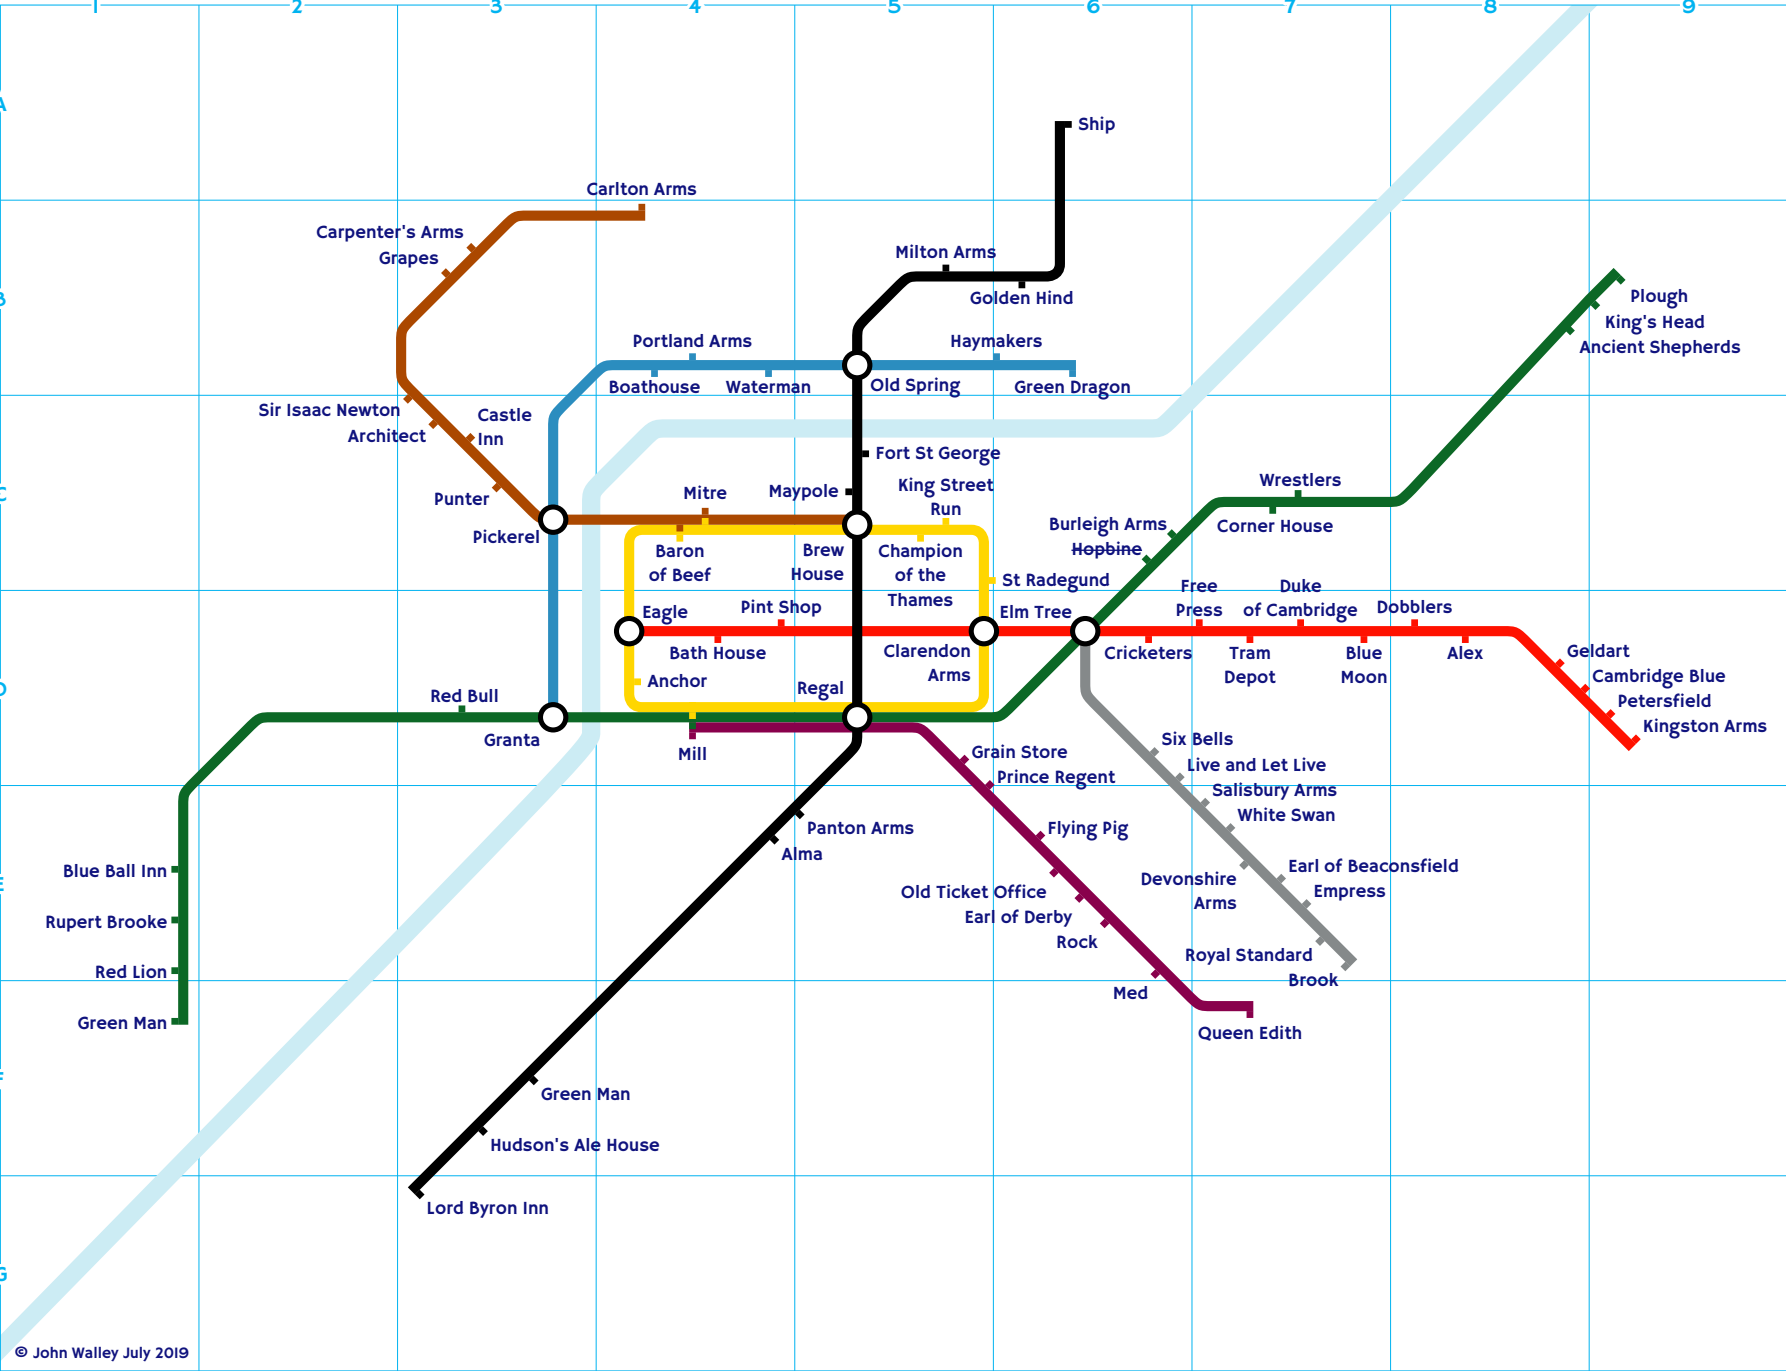 1 2 3 4 5 6 7 8 9
A
Ship
Carlton Arms
Carpenter's Arms
Grapes
Milton Arms
Golden Hind
B
Plough
King's Head
Ancient Shepherds
Portland Arms
Haymakers
Boathouse
Waterman
Old Spring
Green Dragon
Sir Isaac Newton
Architect
Castle
Inn
Fort St George
Punter
Mitre
Maypole
King Street
Run
Wrestlers
C
Pickerel
Burleigh Arms
Hopbine
Corner House
Baron
of Beef
Brew
House
Champion
of the
Thames
St Radegund
Eagle
Pint Shop
Elm Tree
Free
Press
Duke
of Cambridge
Dobblers
Bath House
Clarendon
Arms
Cricketers
Tram
Depot
Blue
Moon
Alex
Geldart
Cambridge Blue
Petersfield
Kingston Arms
D
Red Bull
Anchor
Regal
Granta
Mill
Grain Store
Prince Regent
Six Bells
Live and Let Live
Salisbury Arms
White Swan
Panton Arms
Alma
Flying Pig
Blue Ball Inn
Rupert Brooke
Red Lion
Green Man
E
Old Ticket Office
Earl of Derby
Rock
Devonshire
Arms
Earl of Beaconsfield
Empress
Royal Standard
Brook
Med
Queen Edith
F
Green Man
Hudson's Ale House
Lord Byron Inn
G
© John Walley July 2019